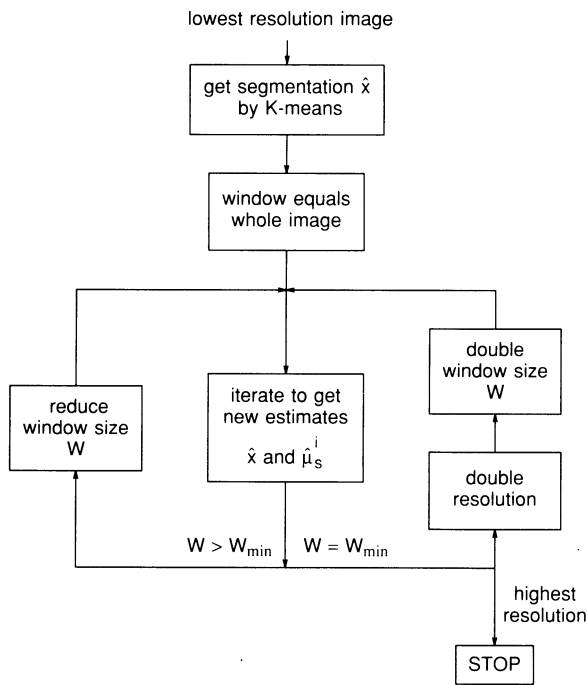 lowest resolution image
get segmentation x̂
by K-means
window equals
whole image
double
window size
W
reduce
window size
W
iterate to get
new estimates
x̂ and μ̂ₛⁱ
double
resolution
W > Wmin
W = Wmin
highest
resolution
STOP